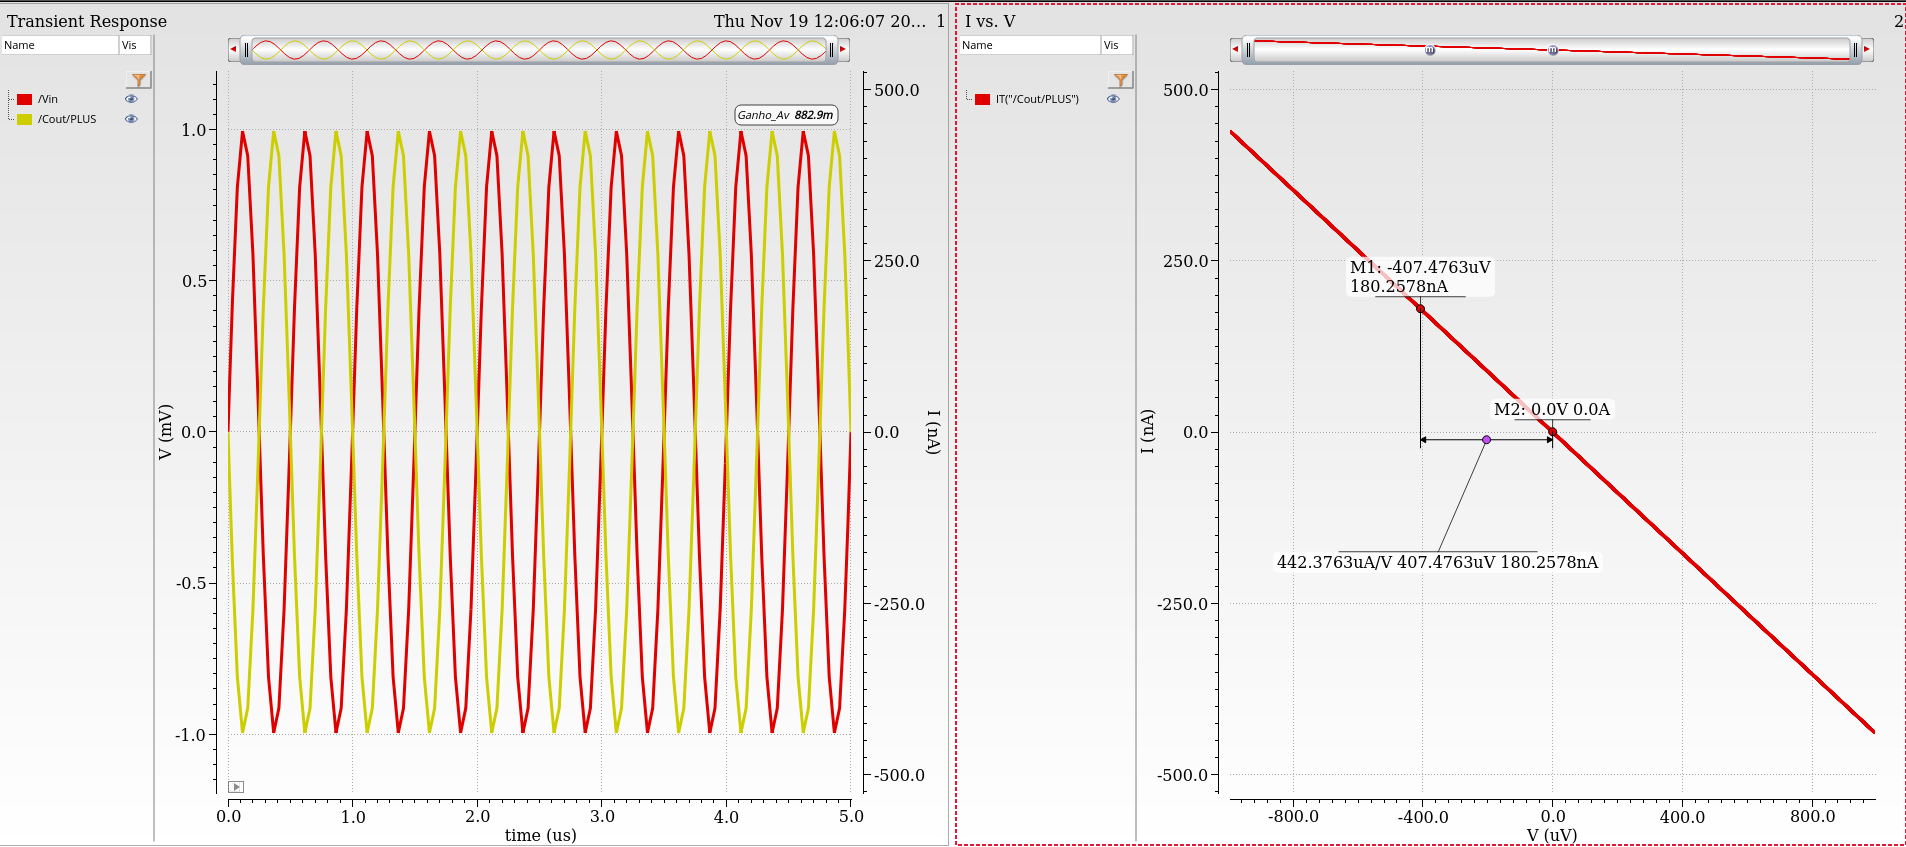 Transient Response
Thu Nov 19 12:06:07 20... 1
Name Vis
/Vin
/Cout/PLUS
Ganho_Av 882.9m
V (mV)
1.0
0.5
0.0
-0.5
-1.0
I (nA)
500.0
250.0
0.0
-250.0
-500.0
0.0 1.0 2.0 3.0 4.0 5.0
time (us)
I vs. V
2
Name Vis
IT("/Cout/PLUS")
m m
I (nA)
500.0
250.0
0.0
-250.0
-500.0
M1: -407.4763uV
180.2578nA
M2: 0.0V 0.0A
442.3763uA/V 407.4763uV 180.2578nA
-800.0 -400.0 0.0 400.0 800.0
V (uV)